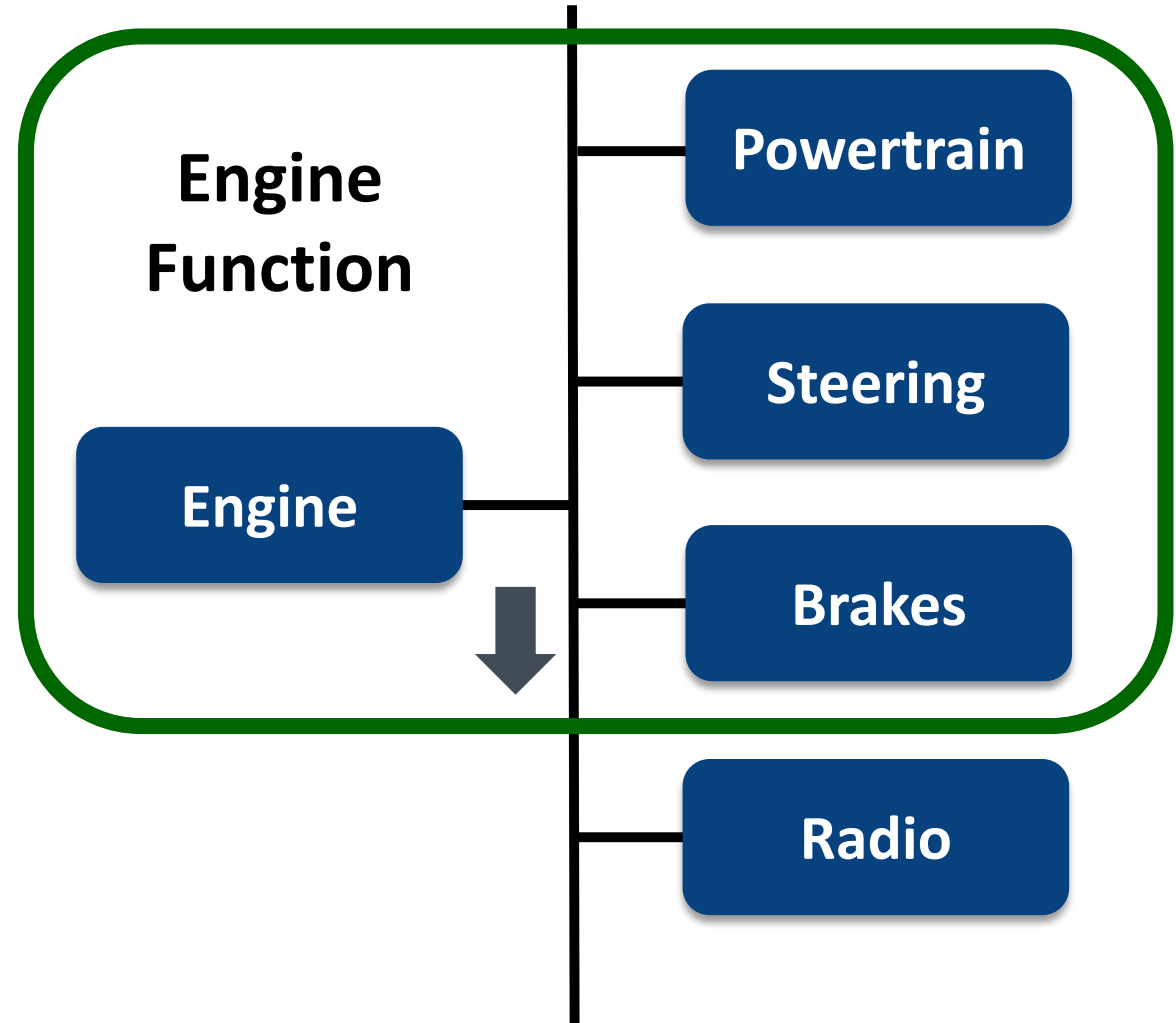 Engine
Function
Engine
Powertrain
Steering
Brakes
Radio